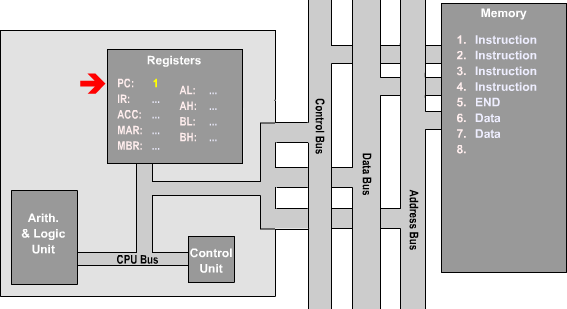 Registers
PC: 1
IR: ...
ACC: ...
MAR: ...
MBR: ...
AL: ...
AH: ...
BL: ...
BH: ...
Arith.
& Logic
Unit
CPU Bus
Control
Unit
Control Bus
Data Bus
Address Bus
Memory
1. Instruction
2. Instruction
3. Instruction
4. Instruction
5. END
6. Data
7. Data
8.